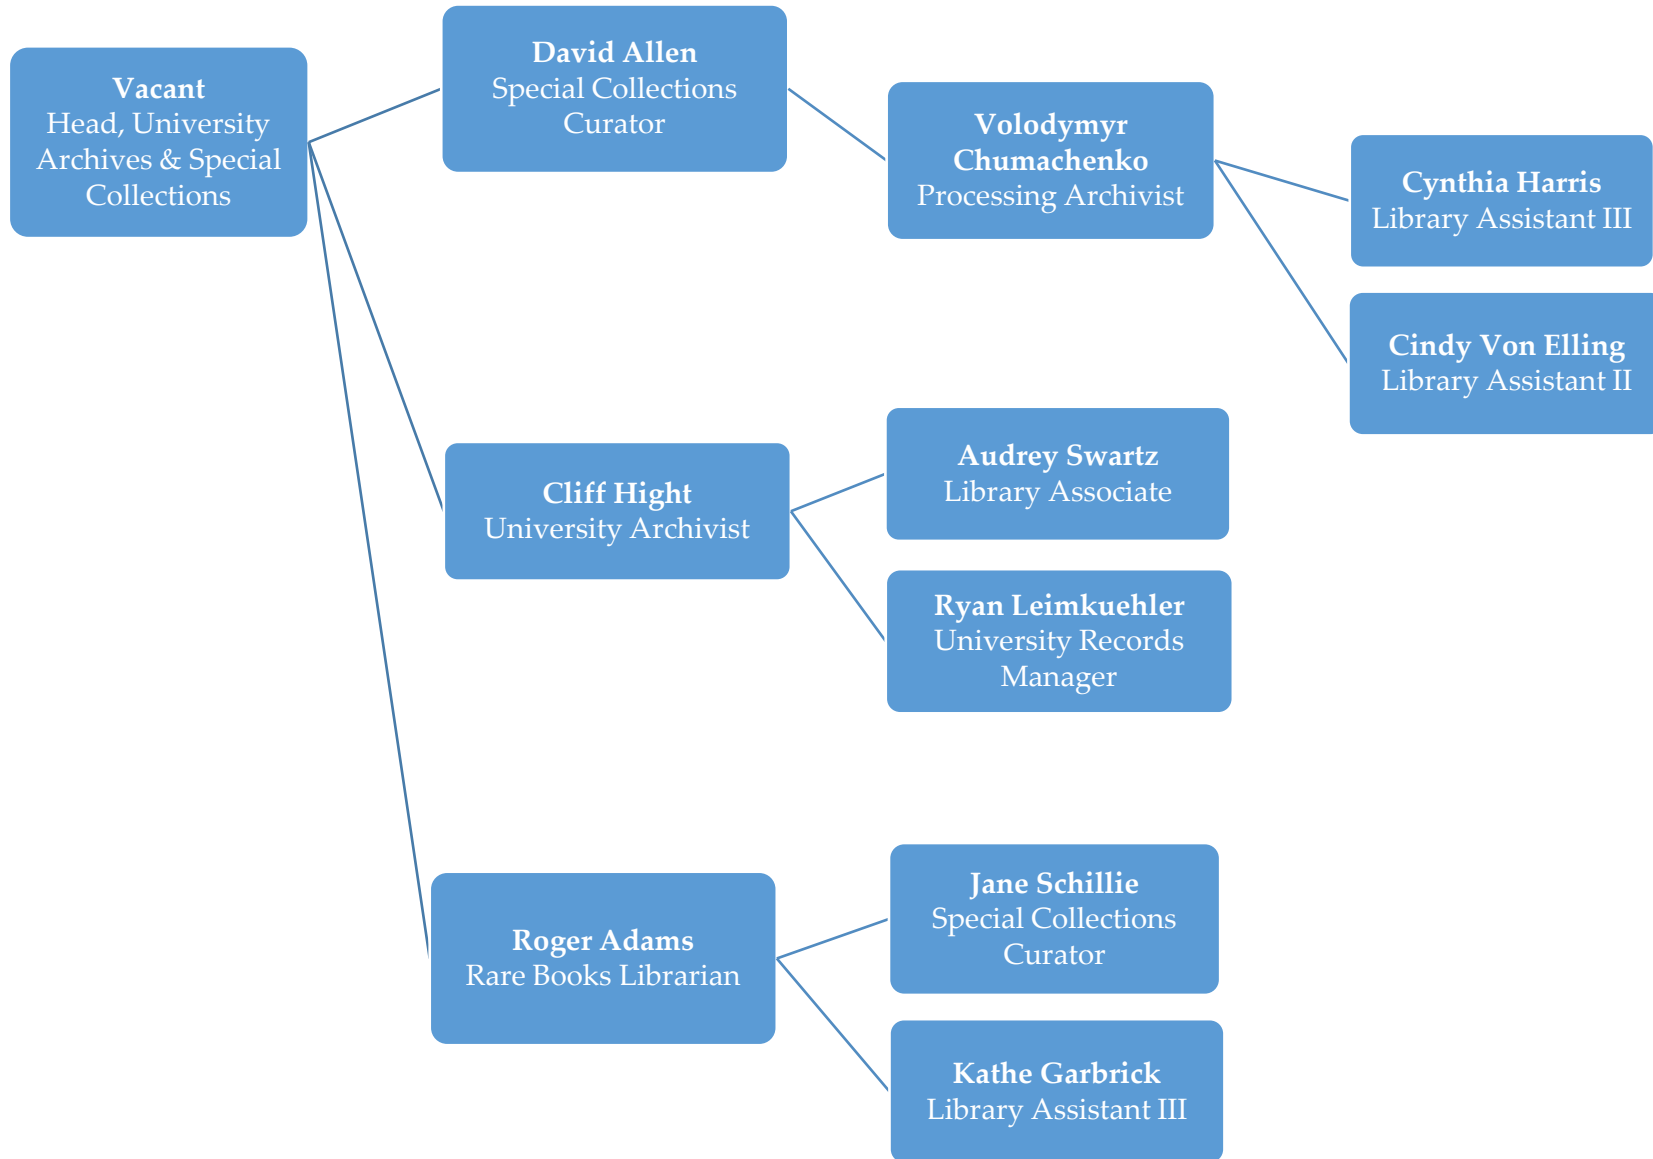 Vacant
Head, University
Archives & Special
Collections
David Allen
Special Collections
Curator
Volodymyr
Chumachenko
Processing Archivist
Cynthia Harris
Library Assistant III
Cindy Von Elling
Library Assistant II
Cliff Hight
University Archivist
Audrey Swartz
Library Associate
Ryan Leimkuehler
University Records
Manager
Roger Adams
Rare Books Librarian
Jane Schillie
Special Collections
Curator
Kathe Garbrick
Library Assistant III